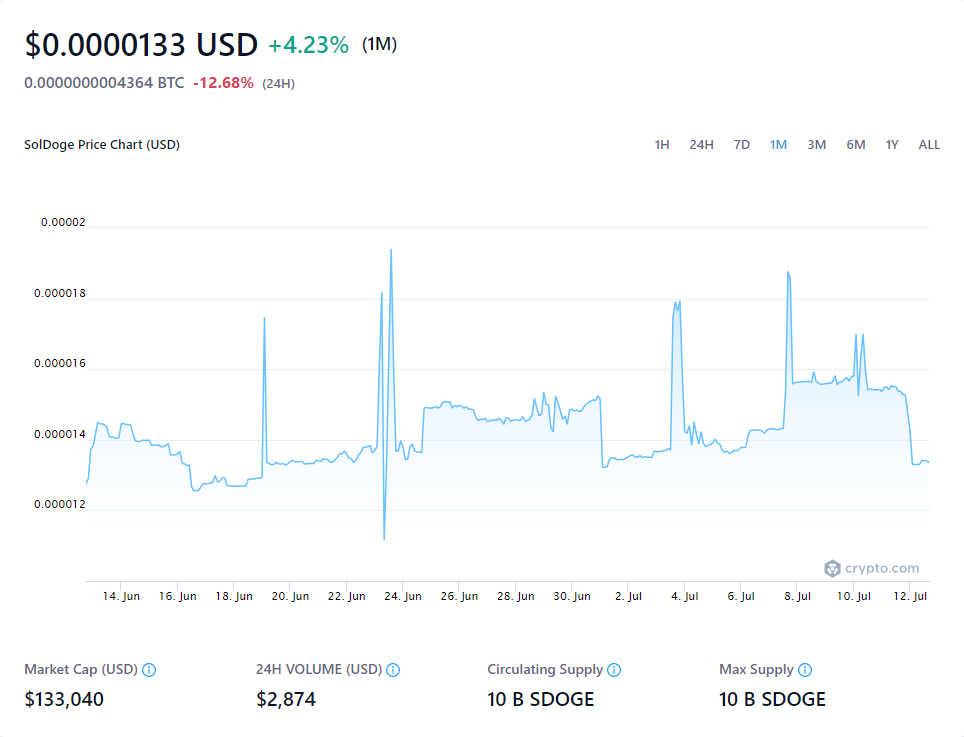 $0.0000133 USD +4.23% (1M)
0.0000000004364 BTC -12.68% (24H)
SolDoge Price Chart (USD) 1H 24H 7D 1M 3M 6M 1Y ALL
0.00002
0.000018
0.000016
0.000014
0.000012
crypto.com
14. Jun 16. Jun 18. Jun 20. Jun 22. Jun 24. Jun 26. Jun 28. Jun 30. Jun 2. Jul 4. Jul 6. Jul 8. Jul 10. Jul 12. Jul
Market Cap (USD) 24H VOLUME (USD) Circulating Supply Max Supply
$133,040 $2,874 10 B SDOGE 10 B SDOGE